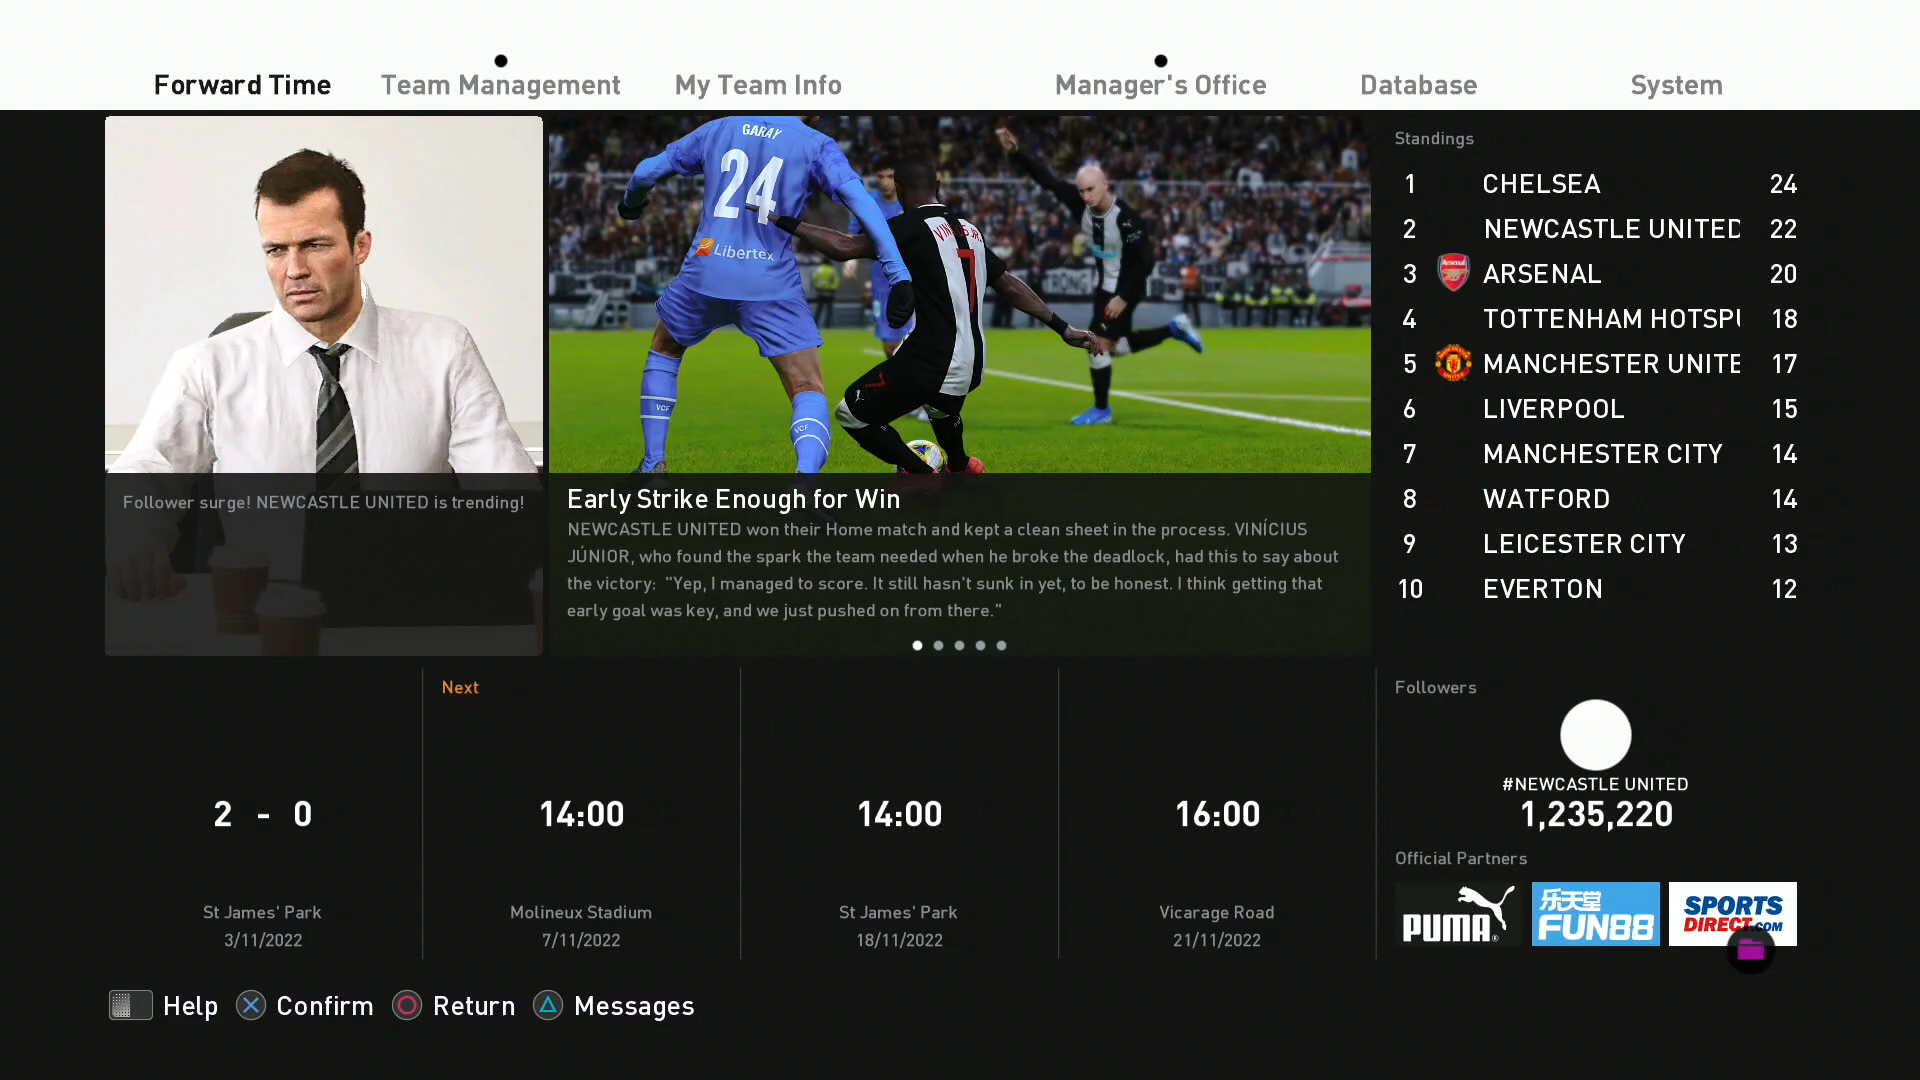 Forward Time
Team Management
My Team Info
Manager's Office
Database
System
GARAY
24
Libertex
7
VCF
VCF
Follower surge! NEWCASTLE UNITED is trending!
Early Strike Enough for Win
NEWCASTLE UNITED won their Home match and kept a clean sheet in the process. VINÍCIUS
JÚNIOR, who found the spark the team needed when he broke the deadlock, had this to say about
the victory: "Yep, I managed to score. It still hasn't sunk in yet, to be honest. I think getting that
early goal was key, and we just pushed on from there."
Standings
1 CHELSEA 24
2 NEWCASTLE UNITED 22
3 Arsenal ARSENAL 20
4 TOTTENHAM HOTSPU 18
5 MANCHESTER UNITE 17
6 LIVERPOOL 15
7 MANCHESTER CITY 14
8 WATFORD 14
9 LEICESTER CITY 13
10 EVERTON 12
2 - 0
St James' Park
3/11/2022
Next
14:00
Molineux Stadium
7/11/2022
14:00
St James' Park
18/11/2022
16:00
Vicarage Road
21/11/2022
Followers
#NEWCASTLE UNITED
1,235,220
Official Partners
PUMA
乐天堂
FUN88
SPORTS
DIRECT.COM
Help
Confirm
Return
Messages